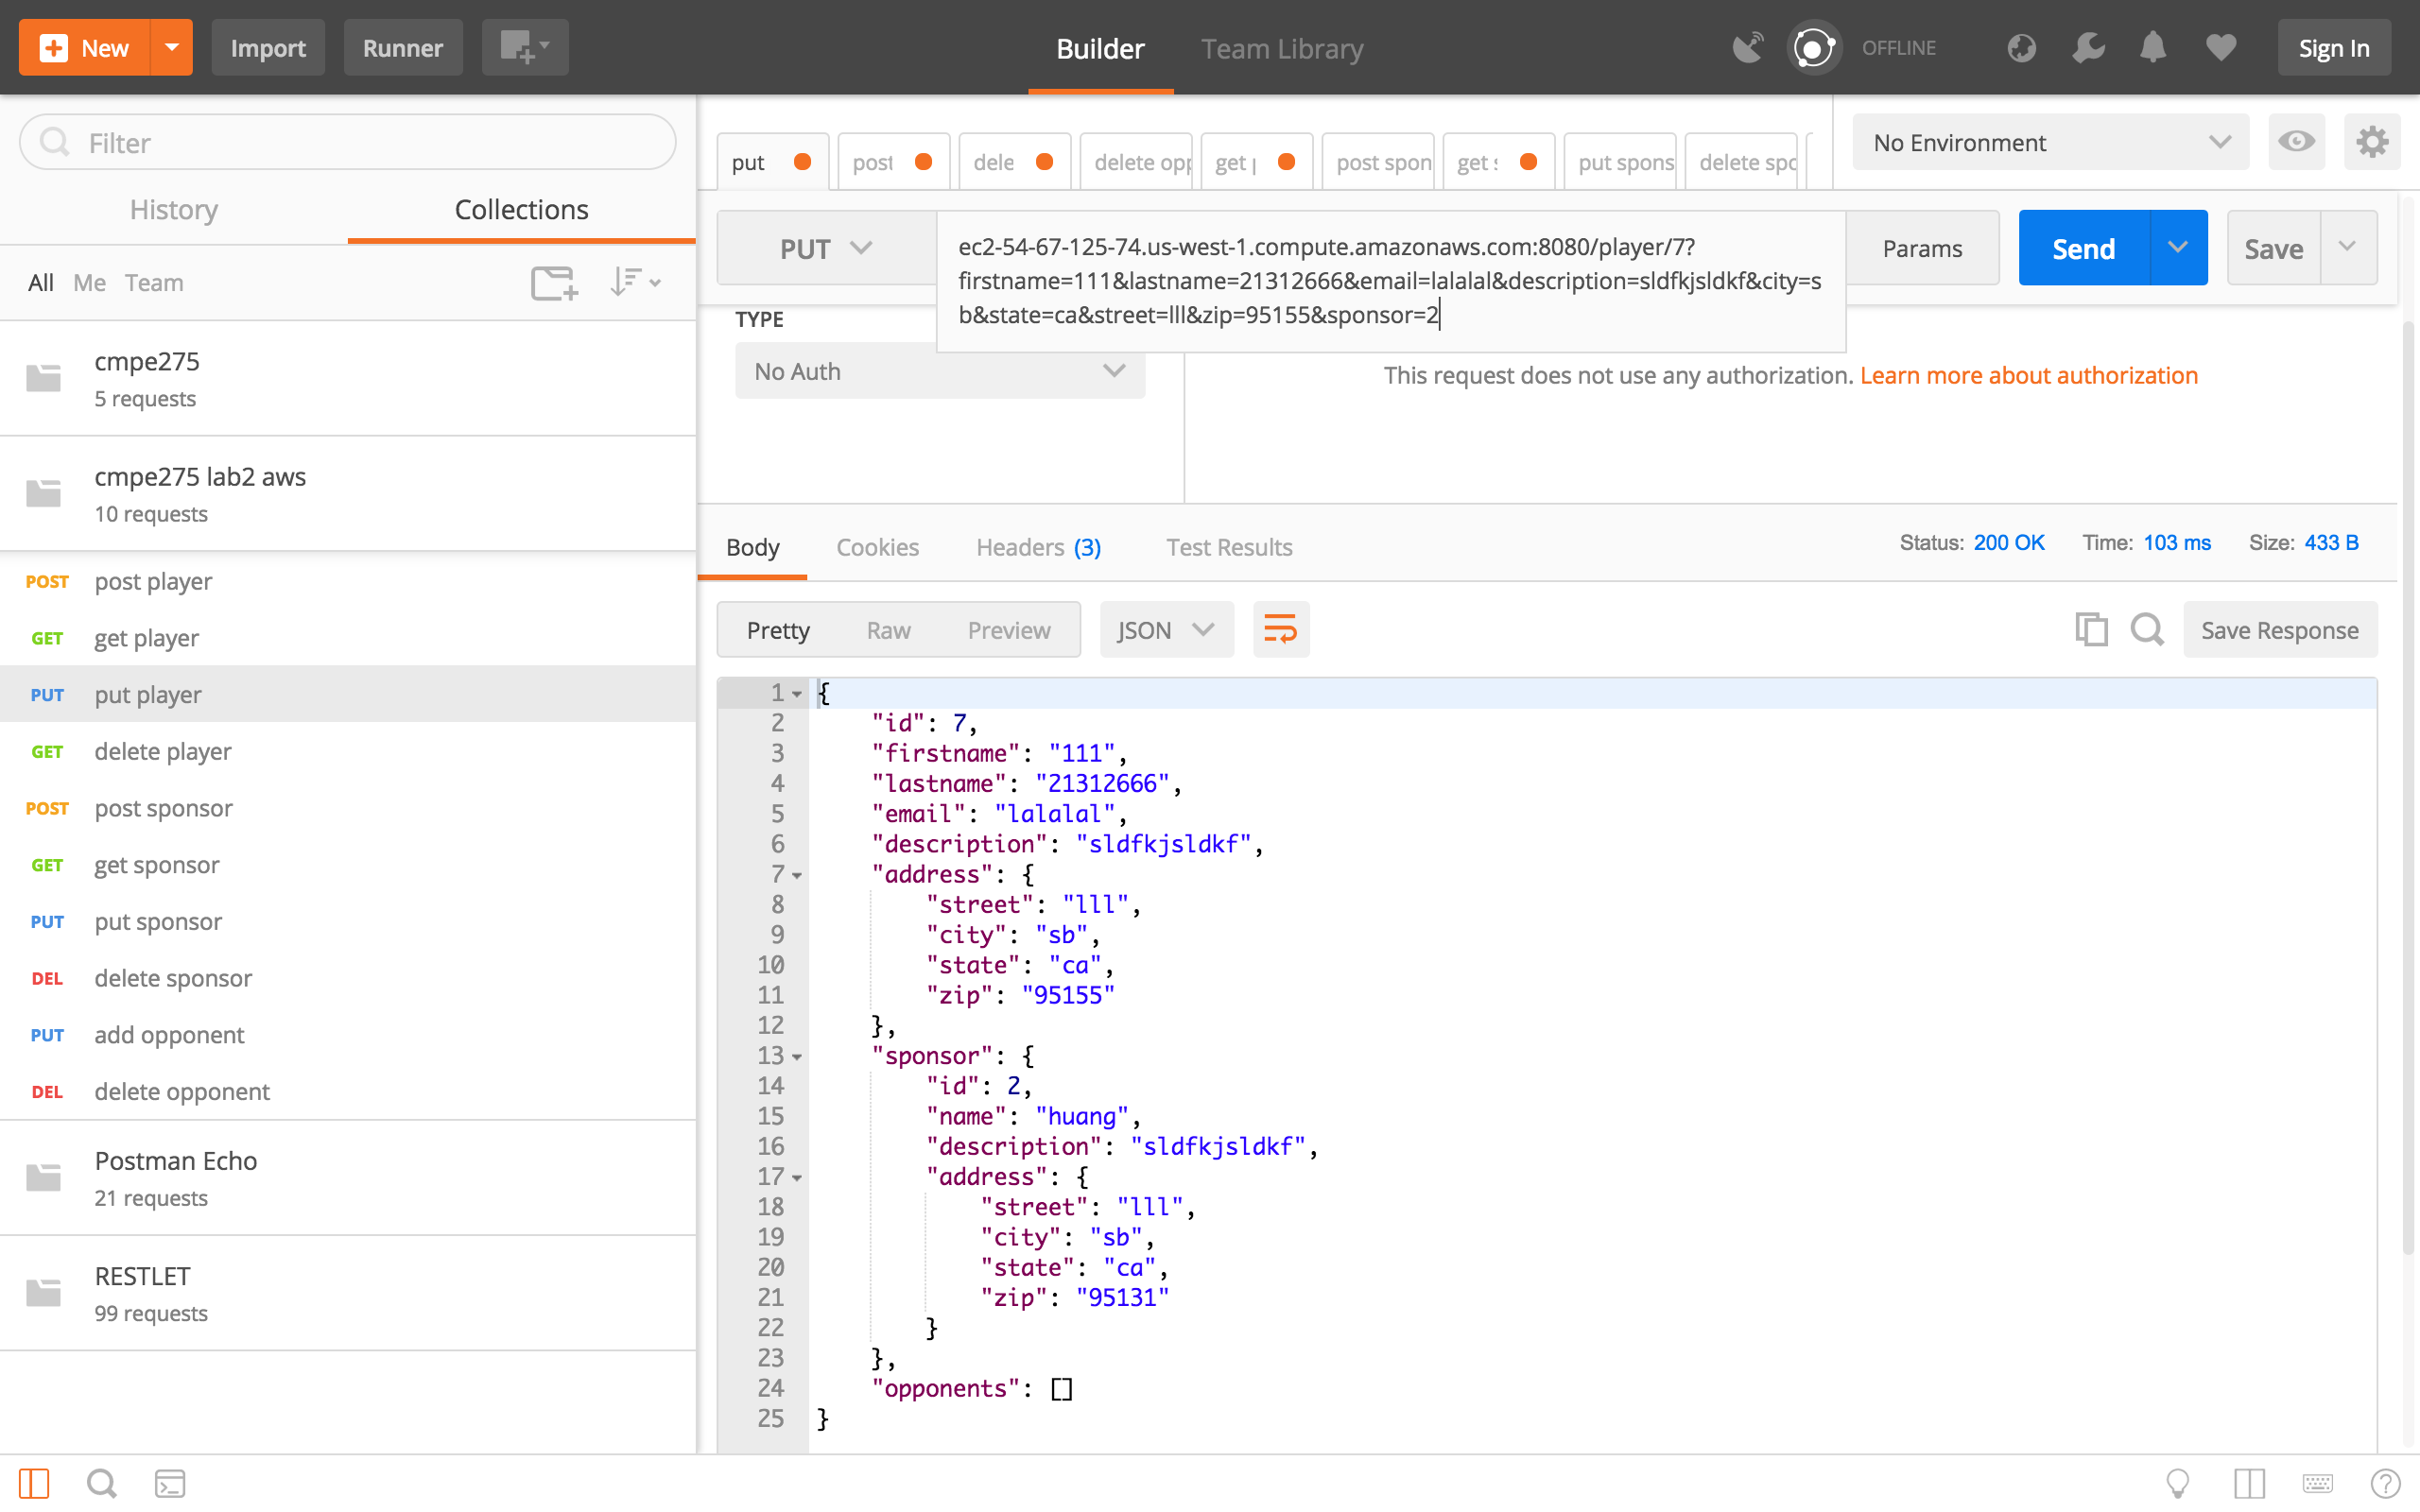 New
Import
Runner
Builder
Team Library
OFFLINE
Sign In
Filter
History
Collections
All Me Team
cmpe275
5 requests
cmpe275 lab2 aws
10 requests
POST post player
GET get player
PUT put player
GET delete player
POST post sponsor
GET get sponsor
PUT put sponsor
DEL delete sponsor
PUT add opponent
DEL delete opponent
Postman Echo
21 requests
RESTLET
99 requests
put
post
dele
delete opp
get p
post spon
get s
put spons
delete spo
No Environment
PUT
ec2-54-67-125-74.us-west-1.compute.amazonaws.com:8080/player/7?
firstname=111&lastname=21312666&email=lalalal&description=sldfkjsldkf&city=s
b&state=ca&street=lll&zip=95155&sponsor=2
Params
Send
Save
TYPE
No Auth
This request does not use any authorization. Learn more about authorization
Body
Cookies
Headers (3)
Test Results
Status: 200 OK
Time: 103 ms
Size: 433 B
Pretty
Raw
Preview
JSON
Save Response
1 {
2 "id": 7,
3 "firstname": "111",
4 "lastname": "21312666",
5 "email": "lalalal",
6 "description": "sldfkjsldkf",
7 "address": {
8 "street": "lll",
9 "city": "sb",
10 "state": "ca",
11 "zip": "95155"
12 },
13 "sponsor": {
14 "id": 2,
15 "name": "huang",
16 "description": "sldfkjsldkf",
17 "address": {
18 "street": "lll",
19 "city": "sb",
20 "state": "ca",
21 "zip": "95131"
22 }
23 },
24 "opponents": []
25 }